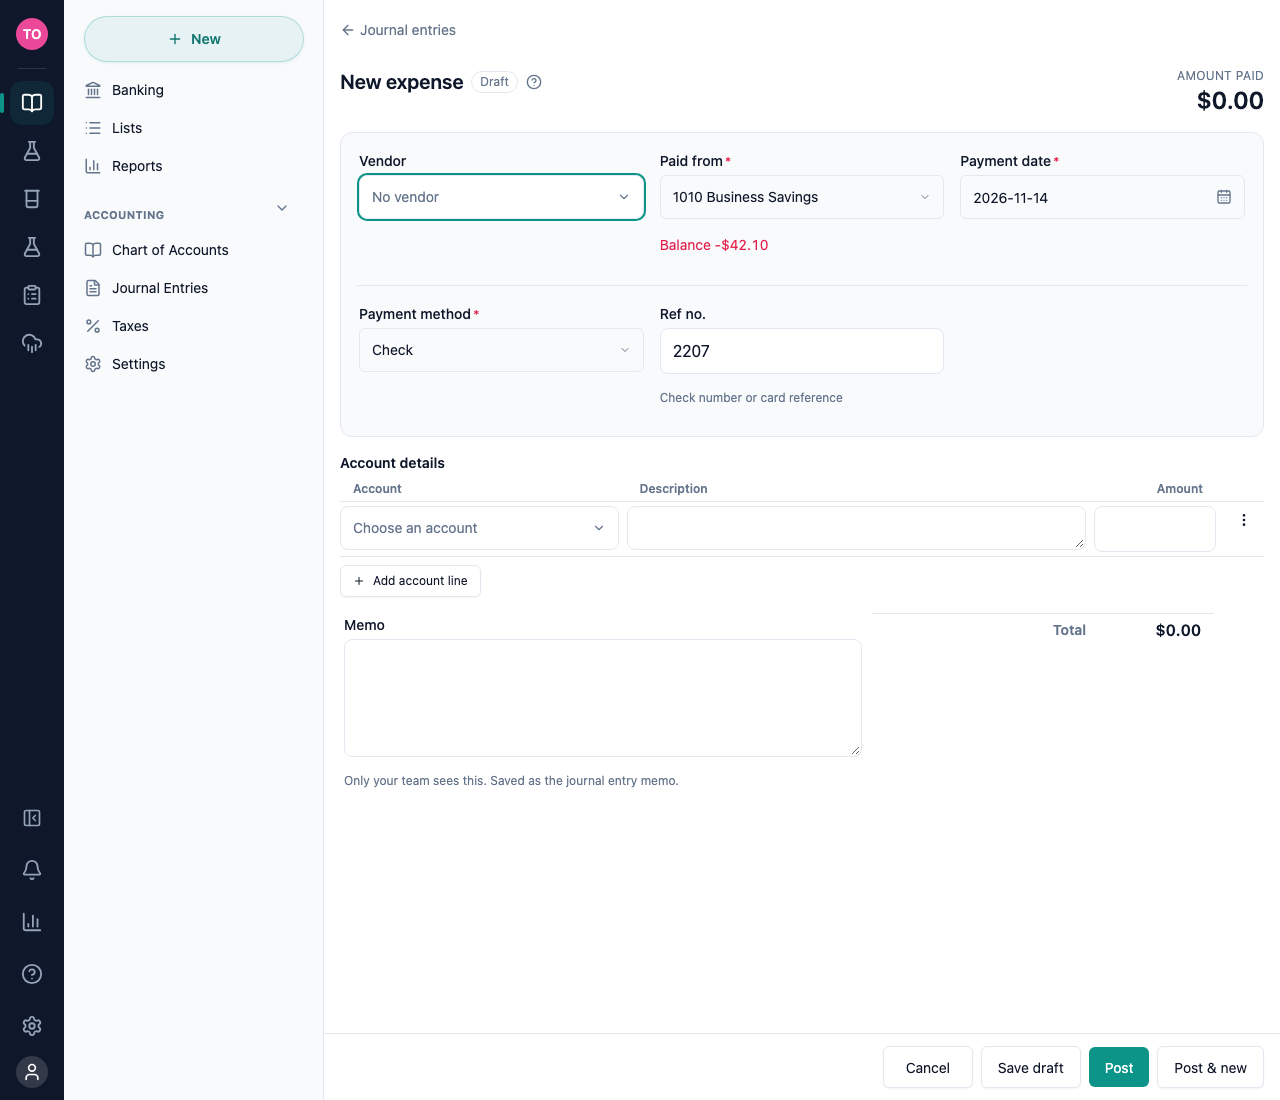 TO
New
Banking
Lists
Reports
ACCOUNTING
Chart of Accounts
Journal Entries
Taxes
Settings
Journal entries
New expense
Draft
AMOUNT PAID
$0.00
Vendor
No vendor
Paid from*
1010 Business Savings
Balance -$42.10
Payment date*
2026-11-14
Payment method*
Check
Ref no.
2207
Check number or card reference
Account details
Account Description Amount
Choose an account
Add account line
Memo
Total $0.00
Only your team sees this. Saved as the journal entry memo.
Cancel
Save draft
Post
Post & new